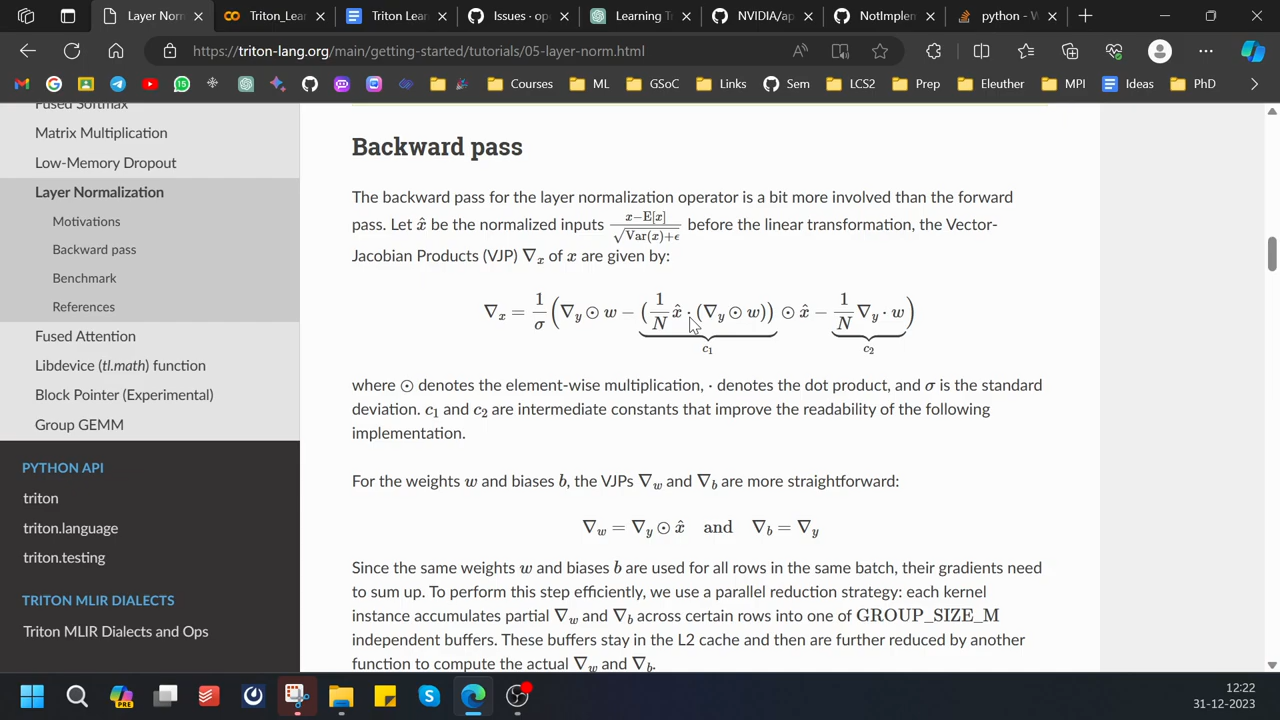 Layer Norm
Triton_Lea
Triton Lear
Issues · op
Learning T
NVIDIA/ap
NotImplen
python - W
https://triton-lang.org/main/getting-started/tutorials/05-layer-norm.html
Courses
ML
GSoC
Links
Sem
LCS2
Prep
Eleuther
MPI
Ideas
PhD
Fused Softmax
Matrix Multiplication
Low-Memory Dropout
Layer Normalization
Motivations
Backward pass
Benchmark
References
Fused Attention
Libdevice (tl.math) function
Block Pointer (Experimental)
Group GEMM
PYTHON API
triton
triton.language
triton.testing
TRITON MLIR DIALECTS
Triton MLIR Dialects and Ops
Backward pass
The backward pass for the layer normalization operator is a bit more involved than the forward
pass. Let x̂ be the normalized inputs (x−E[x])/√(Var(x)+ϵ) before the linear transformation, the Vector-
Jacobian Products (VJP) ∇x of x are given by:
∇x = 1/σ (∇y ⊙ w − (1/N x̂ · (∇y ⊙ w)) ⊙ x̂ − 1/N ∇y · w)
c1 c2
where ⊙ denotes the element-wise multiplication, · denotes the dot product, and σ is the standard
deviation. c1 and c2 are intermediate constants that improve the readability of the following
implementation.
For the weights w and biases b, the VJPs ∇w and ∇b are more straightforward:
∇w = ∇y ⊙ x̂ and ∇b = ∇y
Since the same weights w and biases b are used for all rows in the same batch, their gradients need
to sum up. To perform this step efficiently, we use a parallel reduction strategy: each kernel
instance accumulates partial ∇w and ∇b across certain rows into one of GROUP_SIZE_M
independent buffers. These buffers stay in the L2 cache and then are further reduced by another
function to compute the actual ∇w and ∇b.
PRE
12:22
31-12-2023